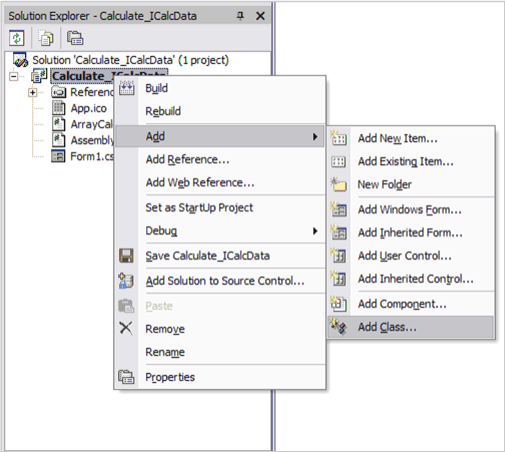 Solution Explorer - Calculate_ICalcData
Solution 'Calculate_ICalcData' (1 project)
Calculate_ICalcData
Reference
App.ico
ArrayCal
Assembly
Form1.cs
Build
Rebuild
Add
Add Reference...
Add Web Reference...
Set as StartUp Project
Debug
Save Calculate_ICalcData
Add Solution to Source Control...
Paste
Remove
Rename
Properties
Add New Item...
Add Existing Item...
New Folder
Add Windows Form...
Add Inherited Form...
Add User Control...
Add Inherited Control...
Add Component...
Add Class...